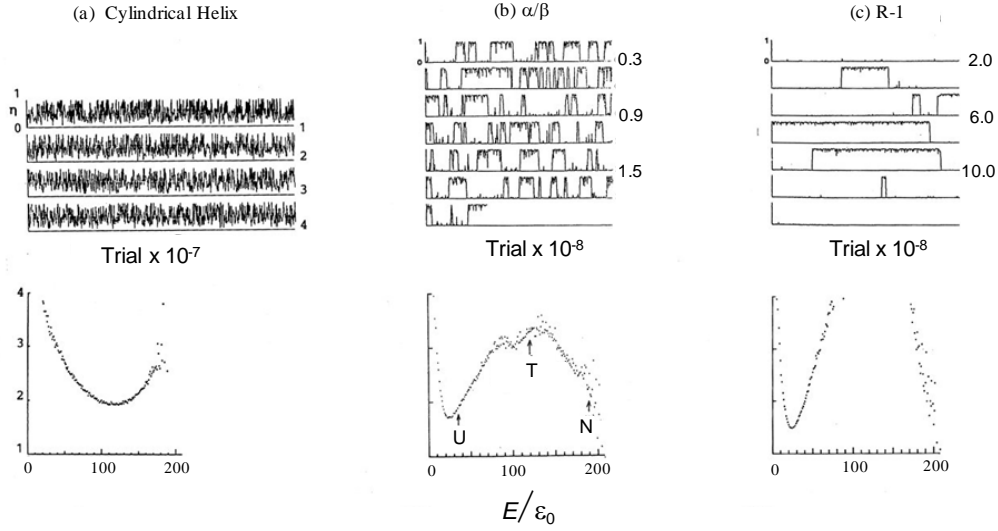 (a) Cylindrical Helix
(b) α/β
(c) R-1
1
η
0
1
2
3
4
Trial x 10-7
1
0
0.3
0.9
1.5
Trial x 10-8
1
0
2.0
6.0
10.0
Trial x 10-8
4
3
2
1
0 100 200
U
T
N
0 100 200
0 100 200
E/ε0